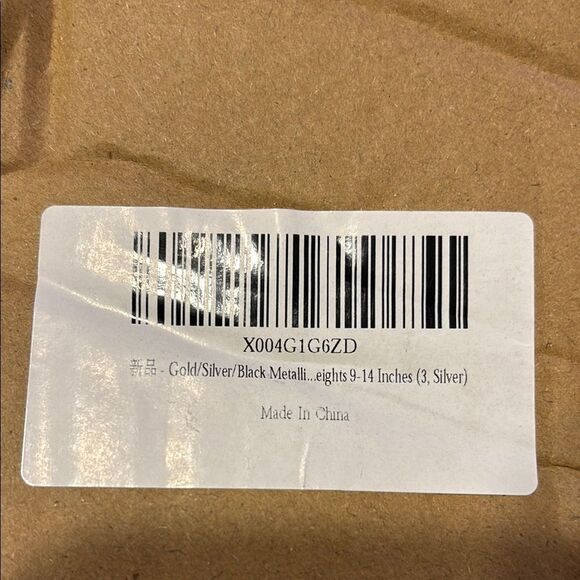 X004G1G6ZD
新品 - Gold/Silver/Black Metalli...eights 9-14 Inches (3, Silver)
Made In China